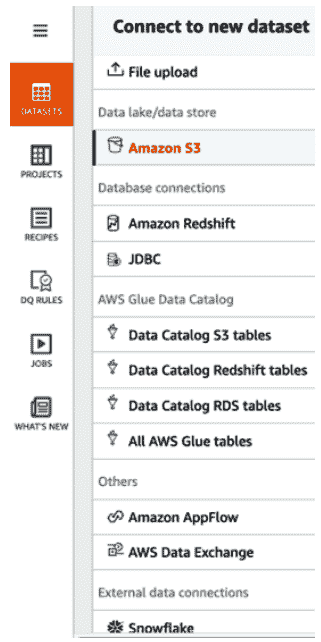 Connect to new dataset
File upload
DATASETS
Data lake/data store
Amazon S3
PROJECTS
Database connections
Amazon Redshift
RECIPES
JDBC
DQ RULES
AWS Glue Data Catalog
Data Catalog S3 tables
JOBS
Data Catalog Redshift tables
Data Catalog RDS tables
WHAT'S NEW
All AWS Glue tables
Others
Amazon AppFlow
AWS Data Exchange
External data connections
Snowflake